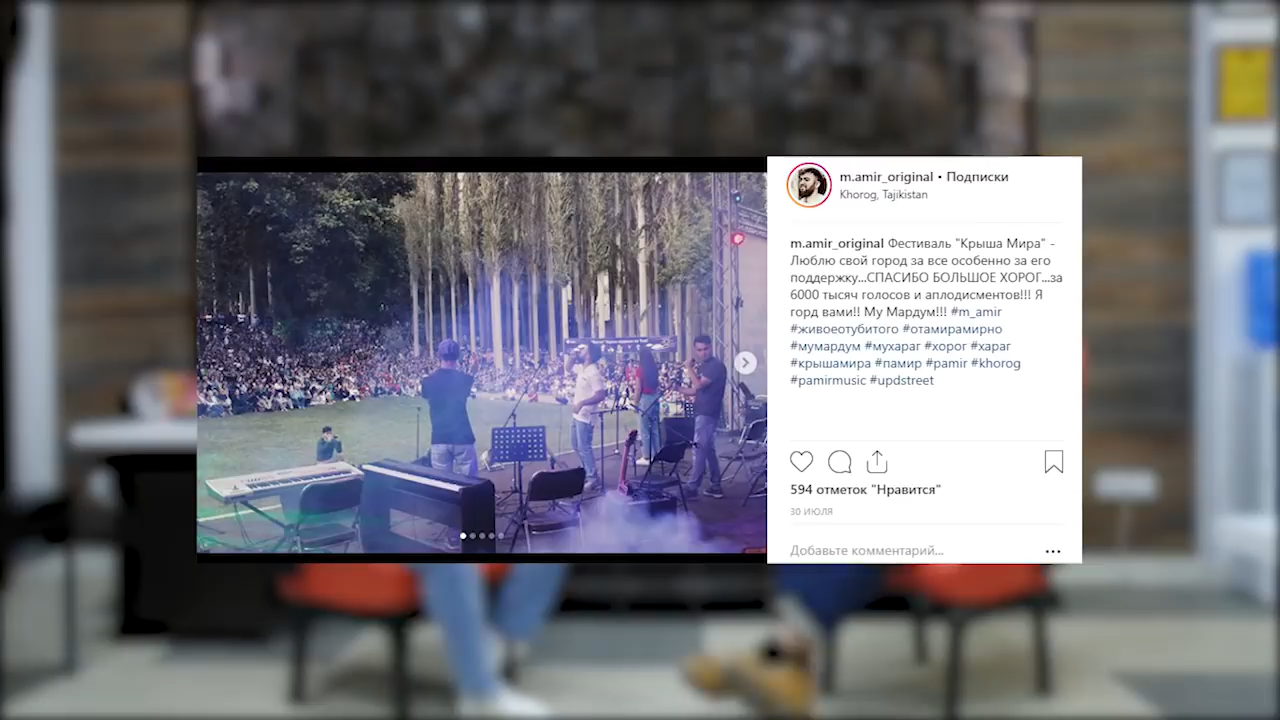 m.amir_original • Подписки
Khorog, Tajikistan
m.amir_original Фестиваль "Крыша Мира" -
Люблю свой город за все особенно за его
поддержку...СПАСИБО БОЛЬШОЕ ХОРОГ...за
6000 тысяч голосов и аплодисментов!!! Я
горд вами!! Му Мардум!!! #m_amir
#живоеотубитого #отамирамирно
#мумардум #мухараг #хорог #хараг
#крышамира #памир #pamir #khorog
#pamirmusic #updstreet
594 отметок "Нравится"
30 ИЮЛЯ
Добавьте комментарий...